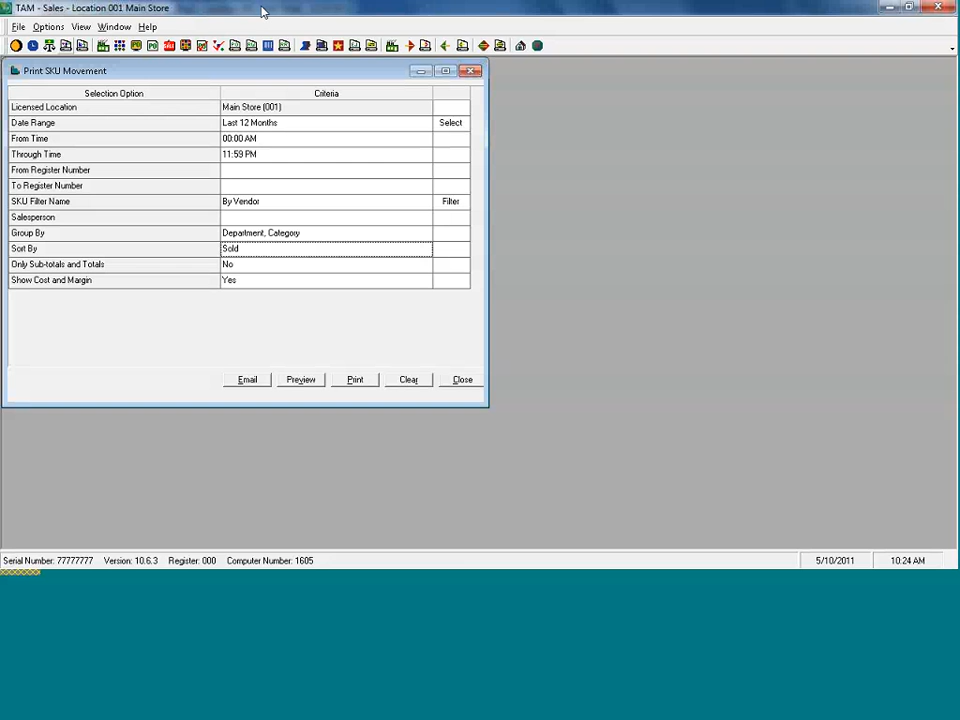 TAM - Sales - Location 001 Main Store
File Options View Window Help
Print SKU Movement
Selection Option Criteria
Licensed Location Main Store (001)
Date Range Last 12 Months Select
From Time 00:00 AM
Through Time 11:59 PM
From Register Number
To Register Number
SKU Filter Name By Vendor Filter
Salesperson
Group By Department, Category
Sort By Sold
Only Sub-totals and Totals No
Show Cost and Margin Yes
Email Preview Print Clear Close
Serial Number: 77777777 Version: 10.6.3 Register: 000 Computer Number: 1605 5/10/2011 10:24 AM